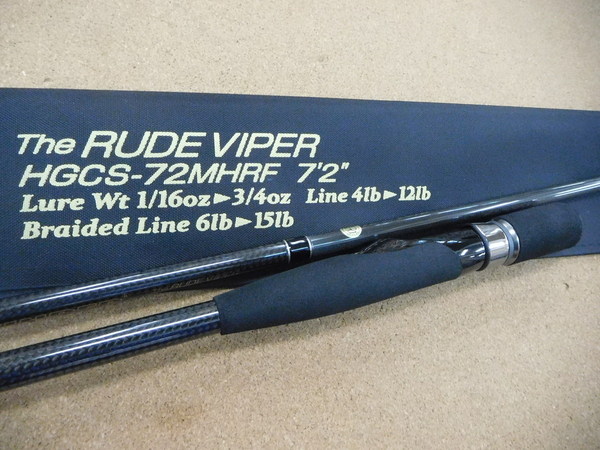 The RUDE VIPER
HGCS-72MHRF 7'2"
Lure Wt 1/16oz►3/4oz Line 4lb►12lb
Braided Line 6lb►15lb